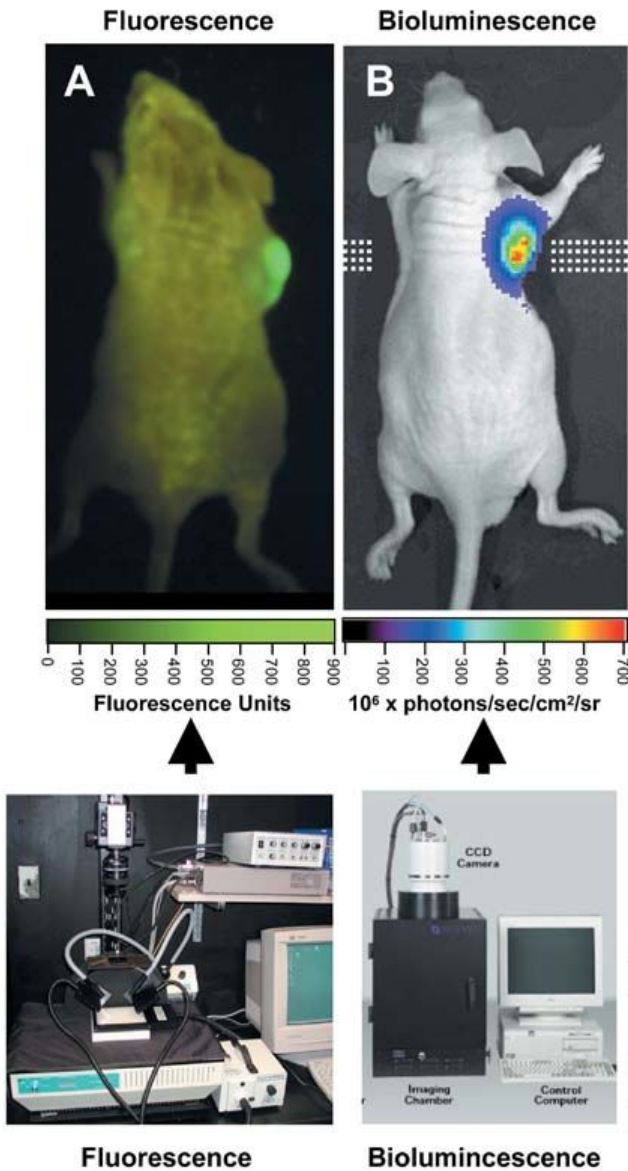 Fluorescence
Bioluminescence
A
B
0 100 200 300 400 500 600 700 800 900
100 200 300 400 500 600 700
Fluorescence Units
10⁶ x photons/sec/cm²/sr
CCD
Camera
Imaging
Chamber
Control
Computer
Fluorescence
Biolumincescence